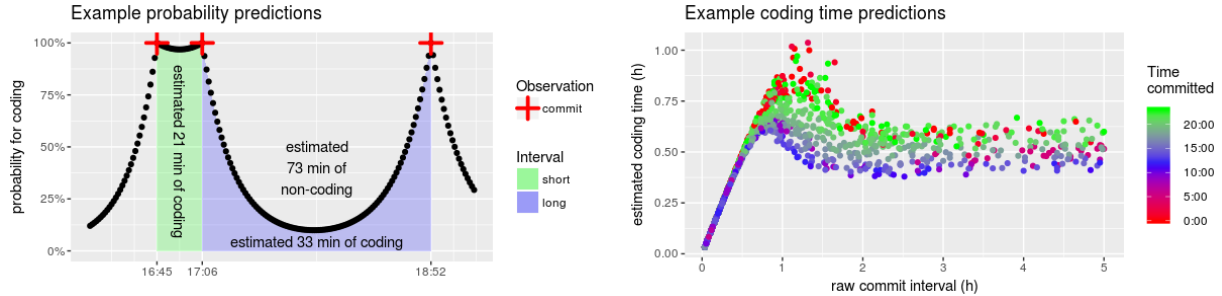 Example probability predictions
100%
75%
50%
25%
0%
probability for coding
estimated 21 min of coding
estimated
73 min of
non-coding
estimated 33 min of coding
16:45
17:06
18:52
Observation
commit
Interval
short
long
Example coding time predictions
1.00
0.75
0.50
0.25
0.00
estimated coding time (h)
0
1
2
3
4
5
raw commit interval (h)
Time
committed
20:00
15:00
10:00
5:00
0:00